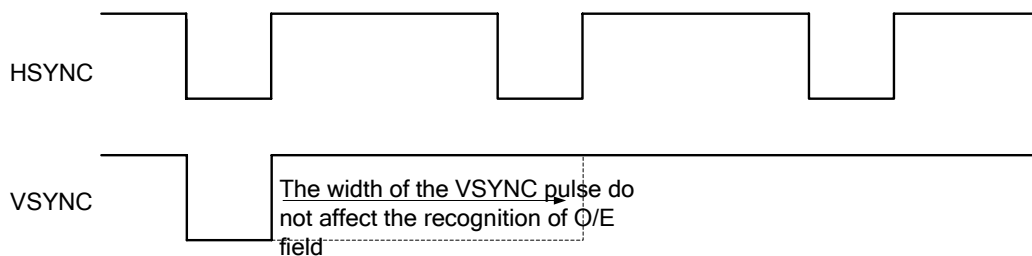 HSYNC
VSYNC
The width of the VSYNC pulse do
not affect the recognition of O/E
field